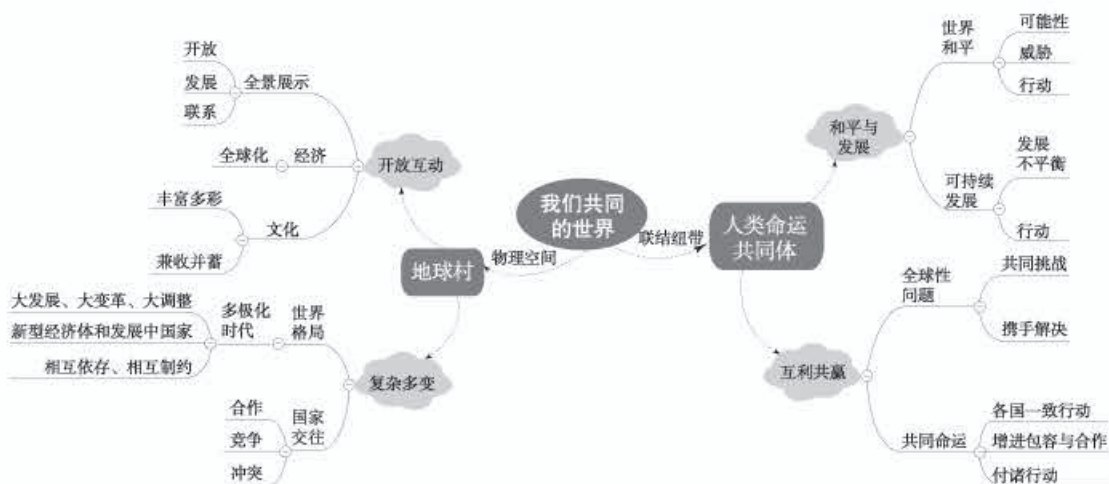 我们共同
的世界
物理空间
联结纽带
地球村
开放互动
全景展示
开放
发展
联系
经济
全球化
文化
丰富多彩
兼收并蓄
复杂多变
世界
格局
多极化
时代
大发展、大变革、大调整
新型经济体和发展中国家
相互依存、相互制约
国家
交往
合作
竞争
冲突
人类命运
共同体
和平与
发展
世界
和平
可能性
威胁
行动
可持续
发展
发展
不平衡
行动
互利共赢
全球性
问题
共同挑战
携手解决
共同命运
各国一致行动
增进包容与合作
付诸行动